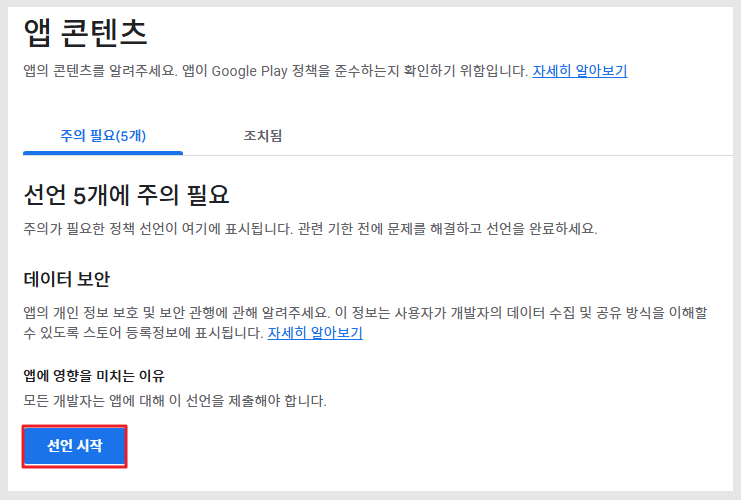 앱 콘텐츠
앱의 콘텐츠를 알려주세요. 앱이 Google Play 정책을 준수하는지 확인하기 위함입니다. 자세히 알아보기
주의 필요(5개)
조치됨
선언 5개에 주의 필요
주의가 필요한 정책 선언이 여기에 표시됩니다. 관련 기한 전에 문제를 해결하고 선언을 완료하세요.
데이터 보안
앱의 개인 정보 보호 및 보안 관행에 관해 알려주세요. 이 정보는 사용자가 개발자의 데이터 수집 및 공유 방식을 이해할
수 있도록 스토어 등록정보에 표시됩니다. 자세히 알아보기
앱에 영향을 미치는 이유
모든 개발자는 앱에 대해 이 선언을 제출해야 합니다.
선언 시작